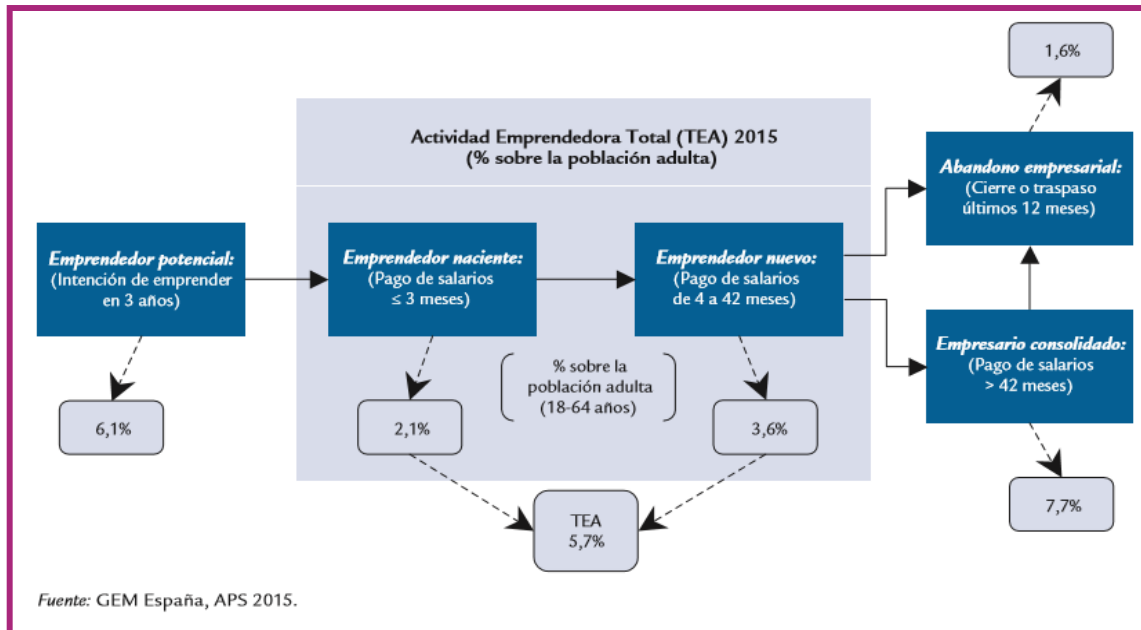 1,6%
Actividad Emprendedora Total (TEA) 2015
(% sobre la población adulta)
Abandono empresarial:
(Cierre o traspaso
últimos 12 meses)
Emprendedor potencial:
(Intención de emprender
en 3 años)
Emprendedor naciente:
(Pago de salarios
≤ 3 meses)
Emprendedor nuevo:
(Pago de salarios
de 4 a 42 meses)
Empresario consolidado:
(Pago de salarios
> 42 meses)
% sobre la
población adulta
(18-64 años)
6,1%
2,1%
3,6%
7,7%
TEA
5,7%
Fuente: GEM España, APS 2015.